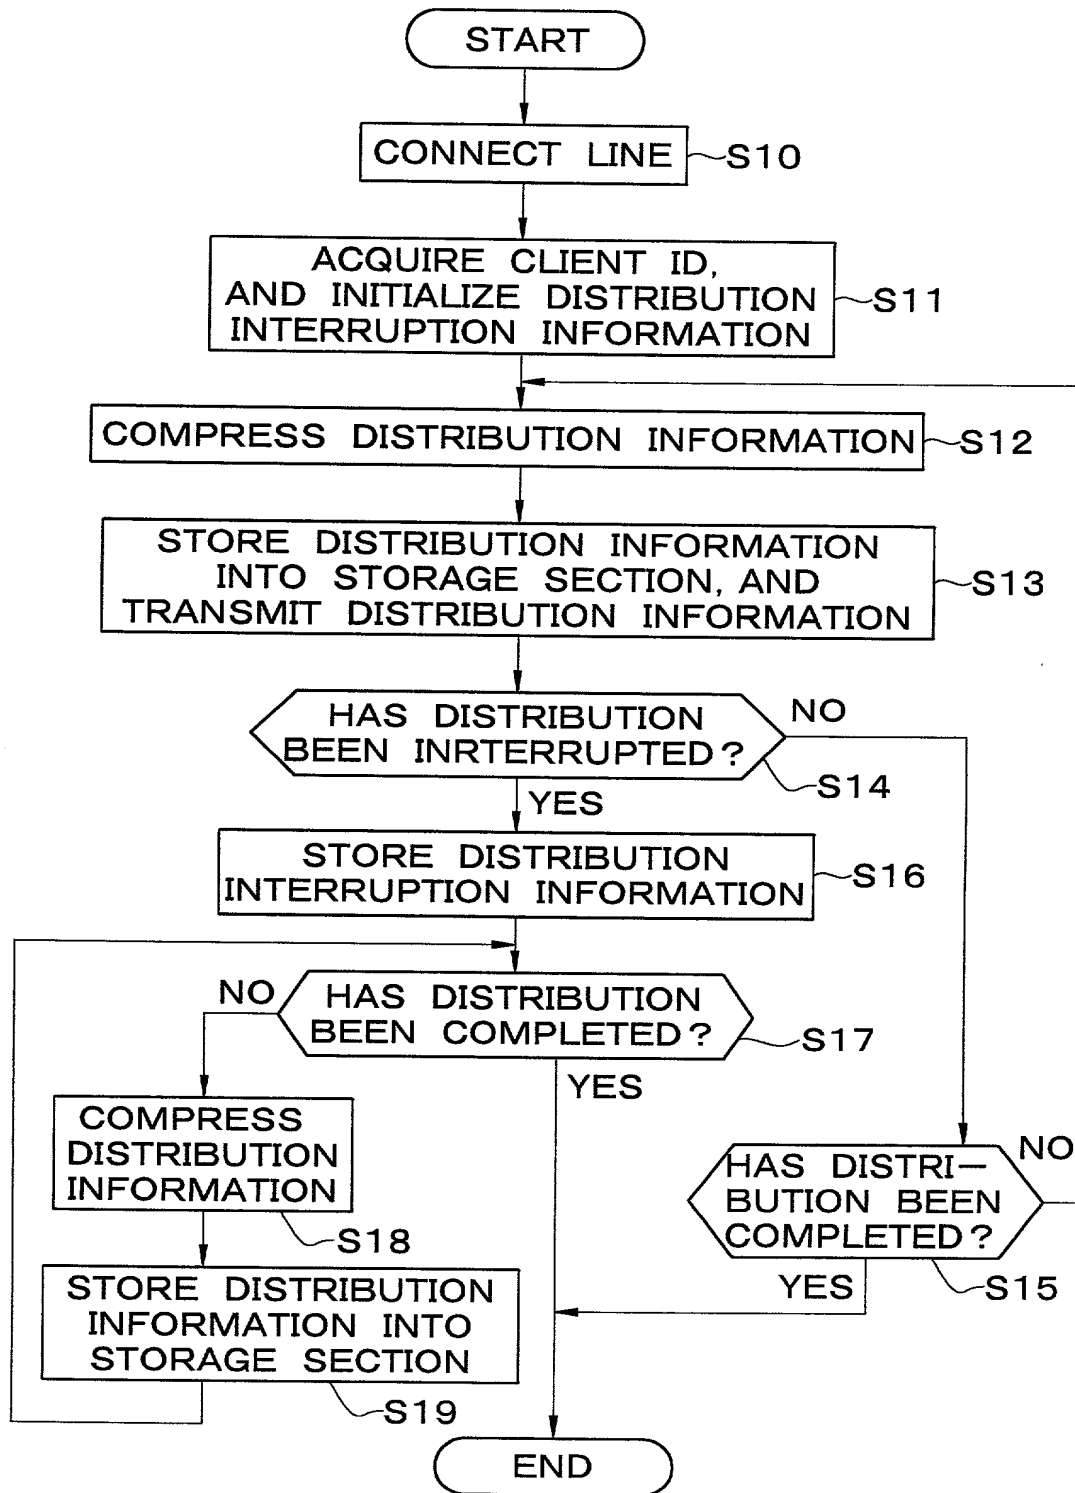 START
CONNECT LINE
S10
ACQUIRE CLIENT ID,
AND INITIALIZE DISTRIBUTION
INTERRUPTION INFORMATION
S11
COMPRESS DISTRIBUTION INFORMATION
S12
STORE DISTRIBUTION INFORMATION
INTO STORAGE SECTION, AND
TRANSMIT DISTRIBUTION INFORMATION
S13
HAS DISTRIBUTION
BEEN INRTERRUPTED?
NO
S14
YES
STORE DISTRIBUTION
INTERRUPTION INFORMATION
S16
NO
HAS DISTRIBUTION
BEEN COMPLETED?
S17
YES
COMPRESS
DISTRIBUTION
INFORMATION
S18
HAS DISTRI-
BUTION BEEN
COMPLETED?
NO
S15
YES
STORE DISTRIBUTION
INFORMATION INTO
STORAGE SECTION
S19
END